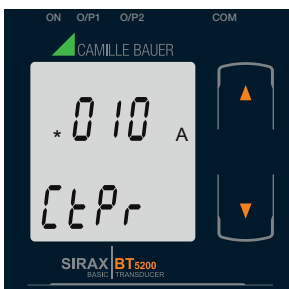 ON O/P1 O/P2 COM
CAMILLE BAUER
* 010 A
CtPr
SIRAX BT5200
BASIC TRANSDUCER